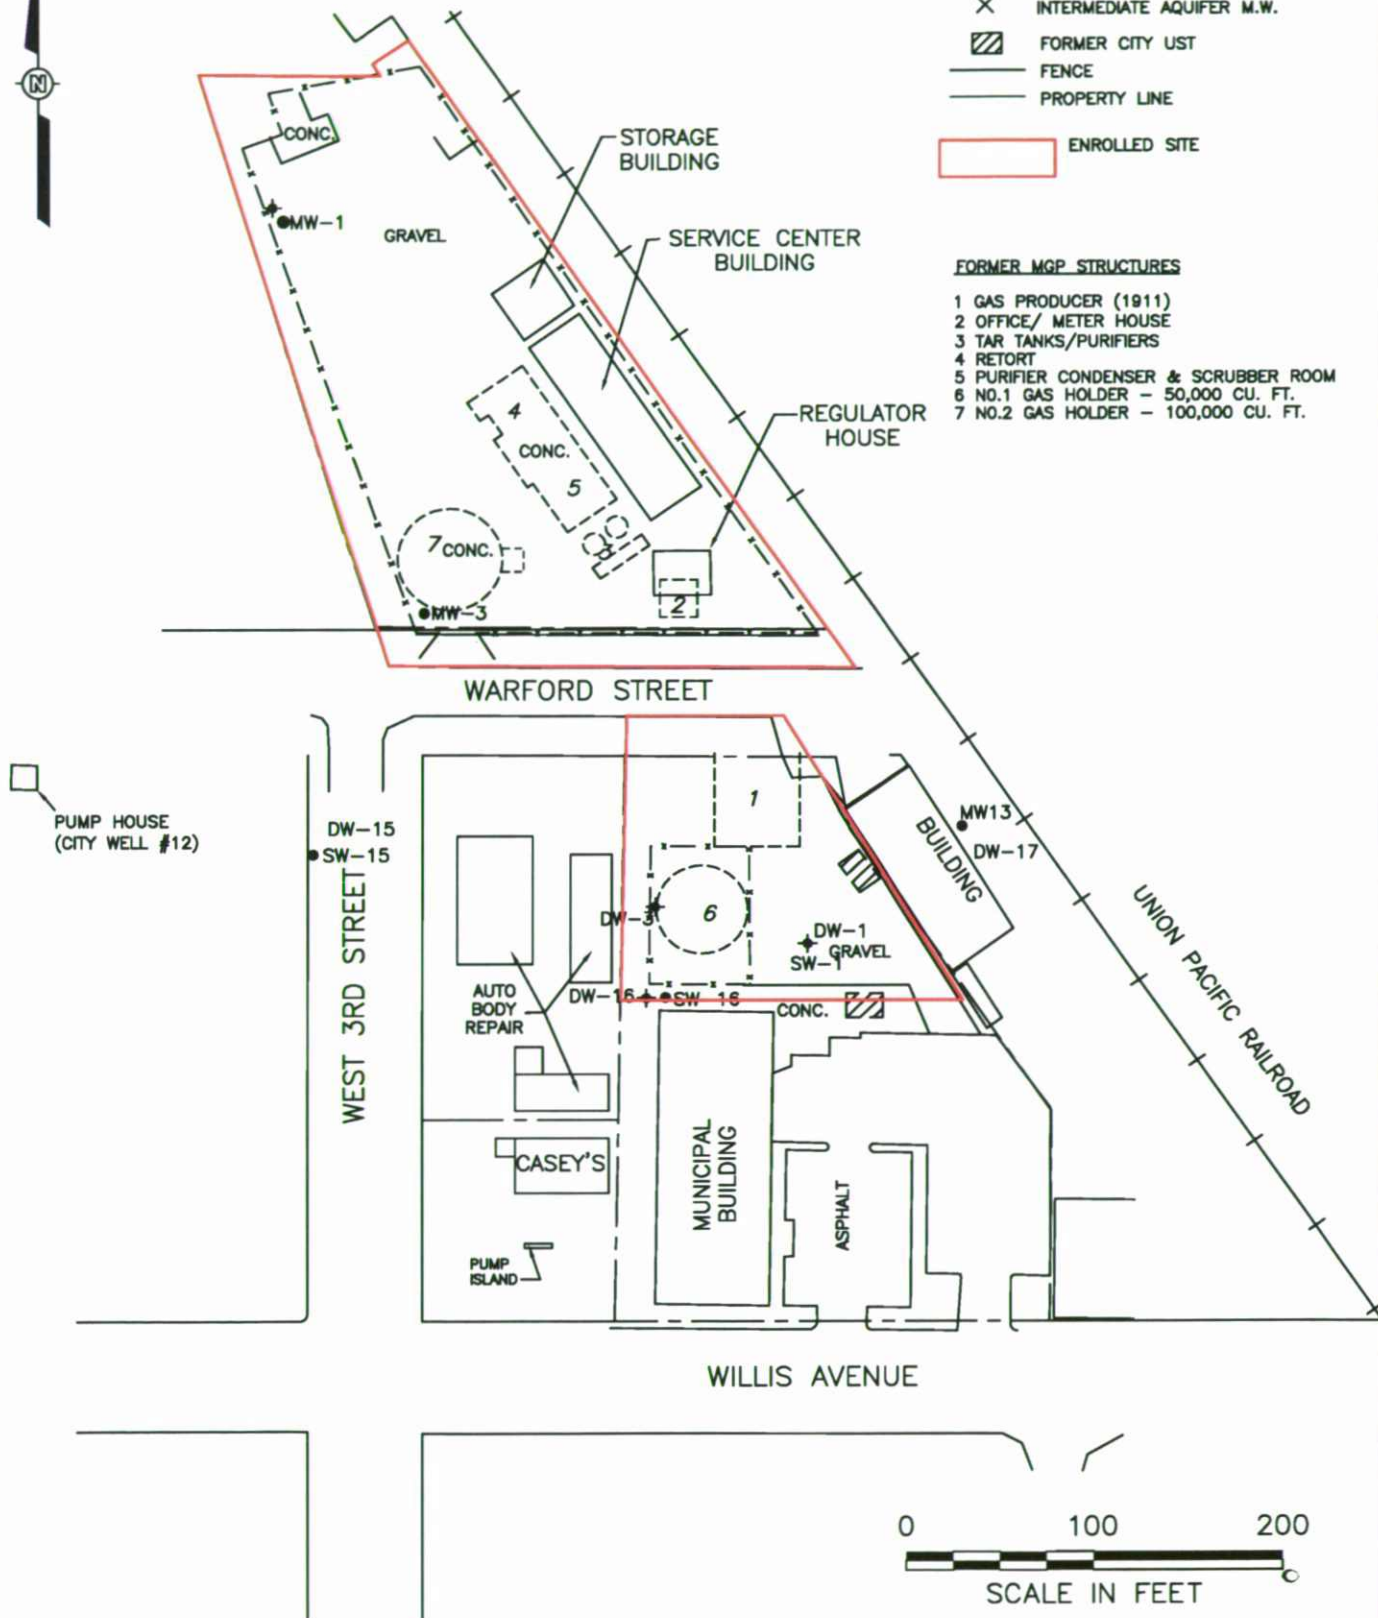 INTERMEDIATE AQUIFER M.W.
FORMER CITY UST
FENCE
PROPERTY LINE
ENROLLED SITE
N
CONC.
MW-1
GRAVEL
STORAGE
BUILDING
SERVICE CENTER
BUILDING
FORMER MGP STRUCTURES
1 GAS PRODUCER (1911)
2 OFFICE/ METER HOUSE
3 TAR TANKS/PURIFIERS
4 RETORT
5 PURIFIER CONDENSER & SCRUBBER ROOM
6 NO.1 GAS HOLDER - 50,000 CU. FT.
7 NO.2 GAS HOLDER - 100,000 CU. FT.
REGULATOR
HOUSE
4
CONC.
5
3
7 CONC.
2
MW-3
WARFORD STREET
PUMP HOUSE
(CITY WELL #12)
DW-15
SW-15
WEST 3RD STREET
1
BUILDING
MW13
DW-17
DW-3
6
DW-1
SW-1
GRAVEL
UNION PACIFIC RAILROAD
AUTO
BODY
REPAIR
DW-16
SW-16
CONC.
MUNICIPAL
BUILDING
ASPHALT
CASEY'S
PUMP
ISLAND
WILLIS AVENUE
0 100 200
SCALE IN FEET